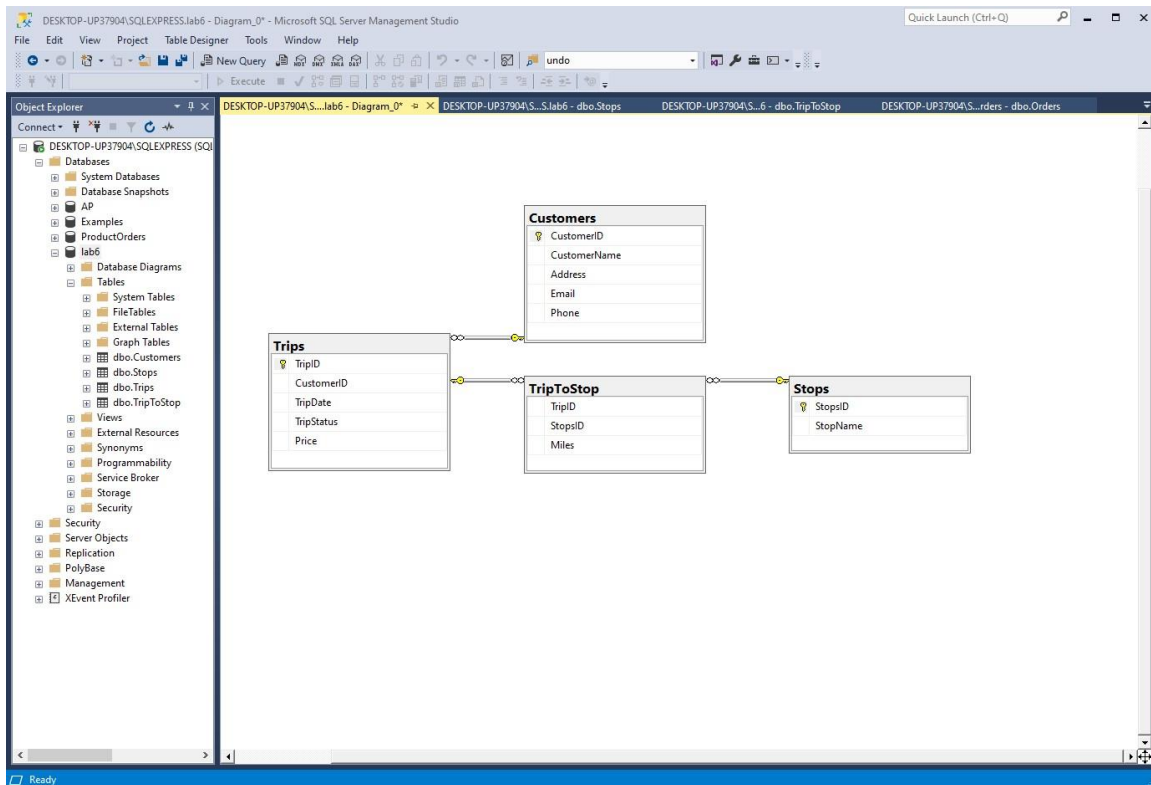 DESKTOP-UP37904\SQLEXPRESS.lab6 - Diagram_0* - Microsoft SQL Server Management Studio
Quick Launch (Ctrl+Q)
File Edit View Project Table Designer Tools Window Help
New Query
undo
Execute
Object Explorer
Connect
DESKTOP-UP37904\SQLEXPRESS (SQL
Databases
System Databases
Database Snapshots
AP
Examples
ProductOrders
lab6
Database Diagrams
Tables
System Tables
FileTables
External Tables
Graph Tables
dbo.Customers
dbo.Stops
dbo.Trips
dbo.TripToStop
Views
External Resources
Synonyms
Programmability
Service Broker
Storage
Security
Security
Server Objects
Replication
PolyBase
Management
XEvent Profiler
DESKTOP-UP37904\S....lab6 - Diagram_0* DESKTOP-UP37904\S...S.lab6 - dbo.Stops DESKTOP-UP37904\S...6 - dbo.TripToStop DESKTOP-UP37904\S...rders - dbo.Orders
Customers
CustomerID
CustomerName
Address
Email
Phone
Trips
TripID
CustomerID
TripDate
TripStatus
Price
TripToStop
TripID
StopsID
Miles
Stops
StopsID
StopName
Ready